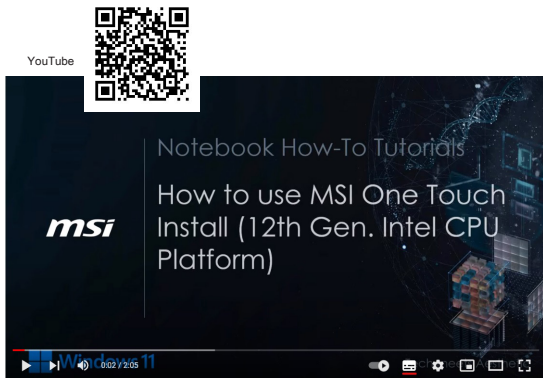 YouTube
Notebook How-To Tutorials
msi
How to use MSI One Touch
Install (12th Gen. Intel CPU
Platform)
Windows 11
0:02 / 2:05